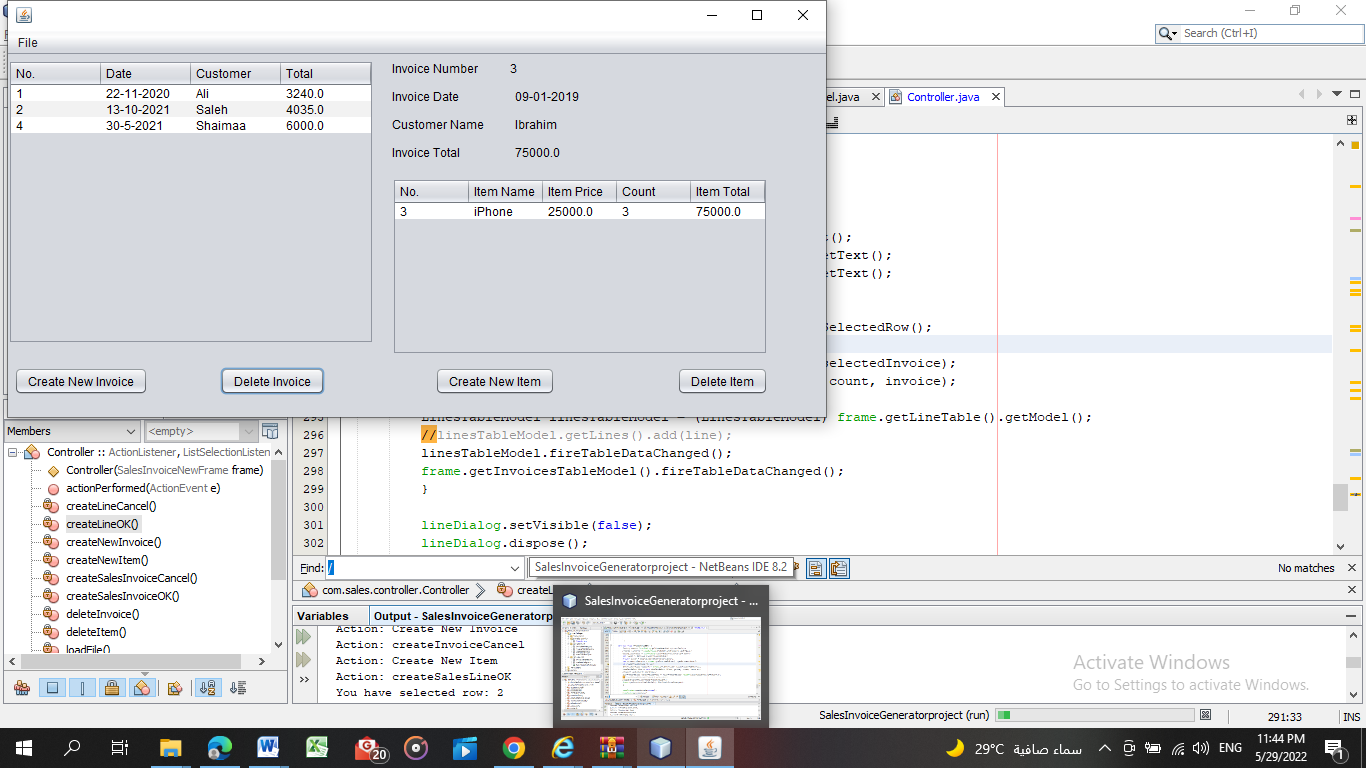 File
Search (Ctrl+I)
No. Date Customer Total
1 22-11-2020 Ali 3240.0
2 13-10-2021 Saleh 4035.0
4 30-5-2021 Shaimaa 6000.0
Invoice Number 3
Invoice Date 09-01-2019
Customer Name Ibrahim
Invoice Total 75000.0
No. Item Name Item Price Count Item Total
3 iPhone 25000.0 3 75000.0
Create New Invoice Delete Invoice Create New Item Delete Item
el.java Controller.java
();
etText();
etText();
SelectedRow();
selectedInvoice);
count, invoice);
295 LinesTableModel linesTableModel = (LinesTableModel) frame.getLineTable().getModel();
296 //linesTableModel.getLines().add(line);
297 linesTableModel.fireTableDataChanged();
298 frame.getInvoicesTableModel().fireTableDataChanged();
299 }
300
301 lineDialog.setVisible(false);
302 lineDialog.dispose();
Members <empty>
Controller :: ActionListener, ListSelectionListen
Controller(SalesInvoiceNewFrame frame)
actionPerformed(ActionEvent e)
createLineCancel()
createLineOK()
createNewInvoice()
createNewItem()
createSalesInvoiceCancel()
createSalesInvoiceOK()
deleteInvoice()
deleteItem()
loadFile()
Find: / No matches
SalesInvoiceGeneratorproject - NetBeans IDE 8.2
com.sales.controller.Controller createL
SalesInvoiceGeneratorproject - ...
Variables Output - SalesInvoiceGeneratorp
Action: Create New Invoice
Action: createInvoiceCancel
Action: Create New Item
Action: createSalesLineOK
You have selected row: 2
Activate Windows
Go to Settings to activate Windows.
SalesInvoiceGeneratorproject (run) 291:33 INS
20
29°C سماء صافية
ENG
11:44 PM
5/29/2022
1